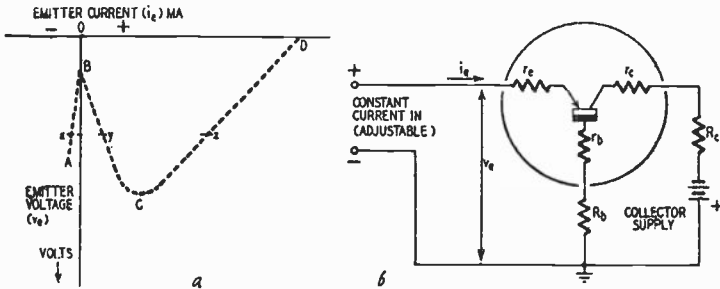 EMITTER CURRENT (ie) MA
- O +
D
B
x y z
A
C
EMITTER
VOLTAGE
(ve)
VOLTS
a
+
ie
re
rc
CONSTANT
CURRENT IN
(ADJUSTABLE)
-
ve
rb
Rc
Rb
COLLECTOR
SUPPLY
+
b